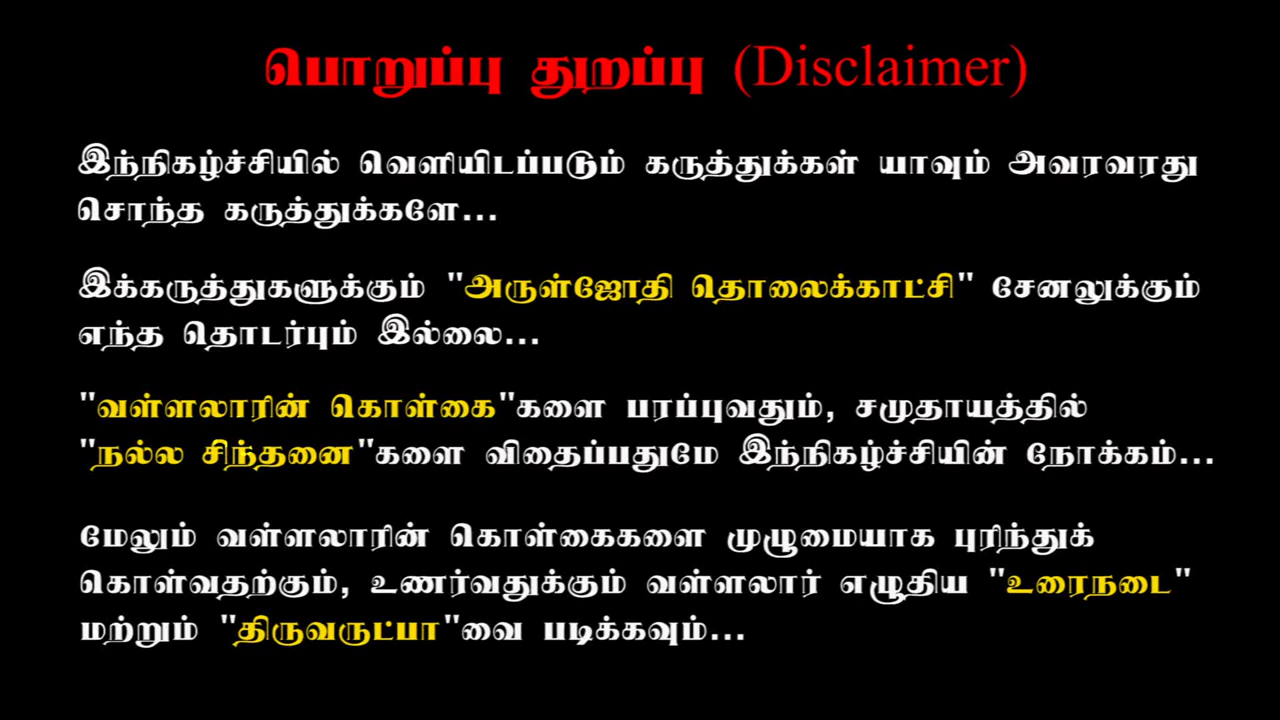 பொறுப்பு துறப்பு (Disclaimer)
இந்நிகழ்ச்சியில் வெளியிடப்படும் கருத்துக்கள் யாவும் அவரவரது
சொந்த கருத்துக்களே...
இக்கருத்துகளுக்கும் "அருள்ஜோதி தொலைக்காட்சி" சேனலுக்கும்
எந்த தொடர்பும் இல்லை...
"வள்ளலாரின் கொள்கை"களை பரப்புவதும், சமுதாயத்தில்
"நல்ல சிந்தனை"களை விதைப்பதுமே இந்நிகழ்ச்சியின் நோக்கம்...
மேலும் வள்ளலாரின் கொள்கைகளை முழுமையாக புரிந்துக்
கொள்வதற்கும், உணர்வதுக்கும் வள்ளலார் எழுதிய "உரைநடை"
மற்றும் "திருவருட்பா"வை படிக்கவும்...